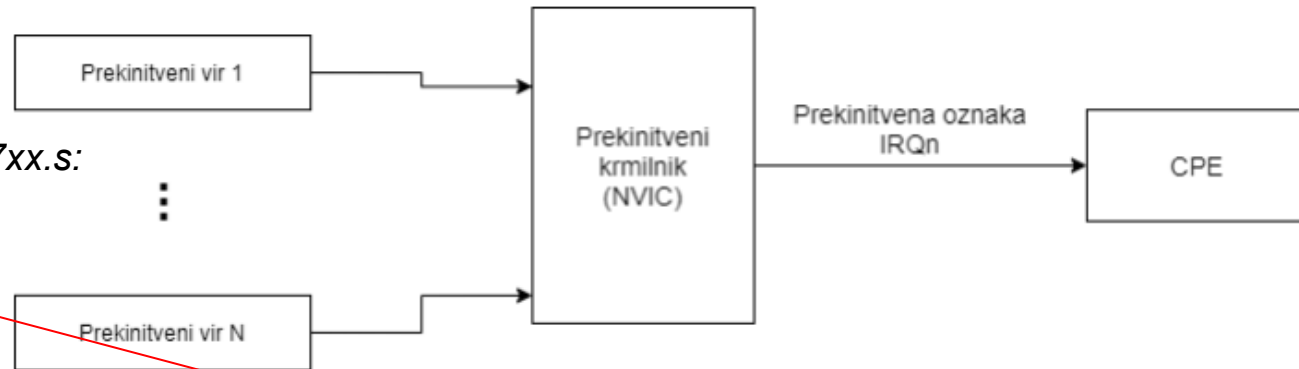 Prekinitveni vir 1
7xx.s:
⋮
Prekinitveni vir N
Prekinitveni
krmilnik
(NVIC)
Prekinitvena oznaka
IRQn
CPE